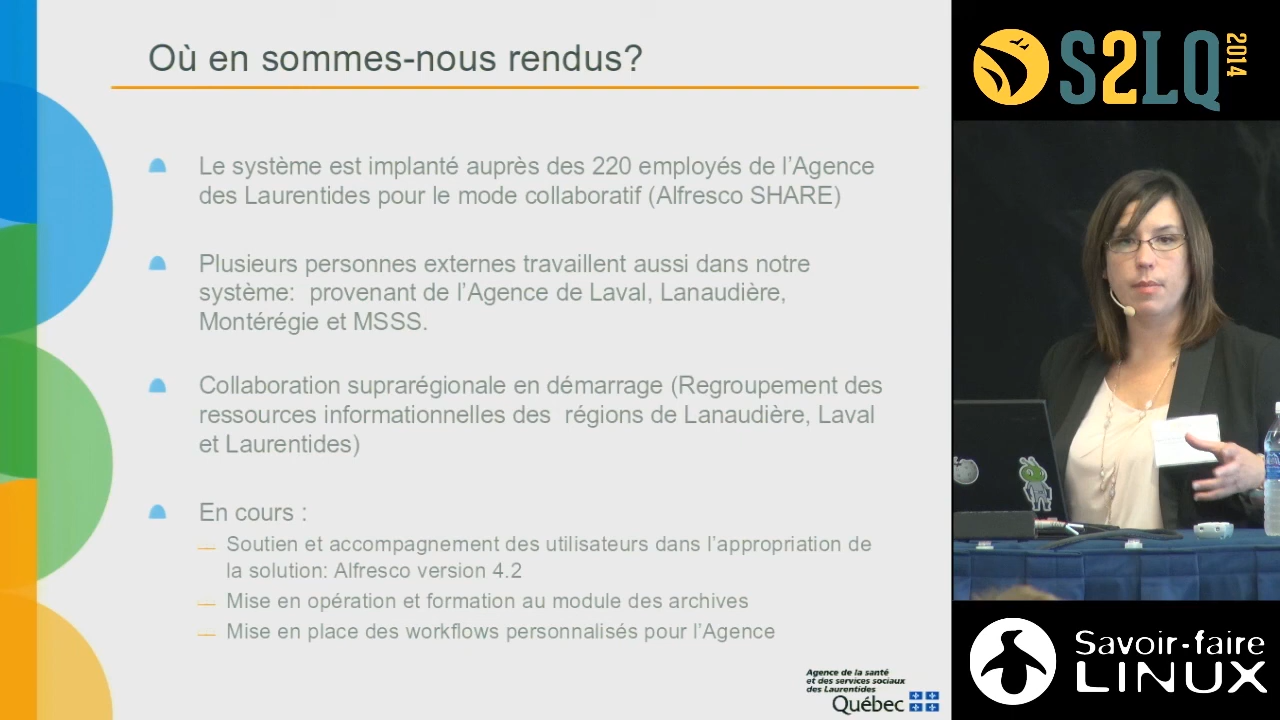 Où en sommes-nous rendus?
Le système est implanté auprès des 220 employés de l'Agence
des Laurentides pour le mode collaboratif (Alfresco SHARE)
Plusieurs personnes externes travaillent aussi dans notre
système:  provenant de l'Agence de Laval, Lanaudière,
Montérégie et MSSS.
Collaboration suprarégionale en démarrage (Regroupement des
ressources informationnelles des  régions de Lanaudière, Laval
et Laurentides)
En cours :
Soutien et accompagnement des utilisateurs dans l'appropriation de
la solution: Alfresco version 4.2
Mise en opération et formation au module des archives
Mise en place des workflows personnalisés pour l'Agence
Agence de la santé
et des services sociaux
des Laurentides
Québec
S2LQ 2014
Savoir-faire
LINUX